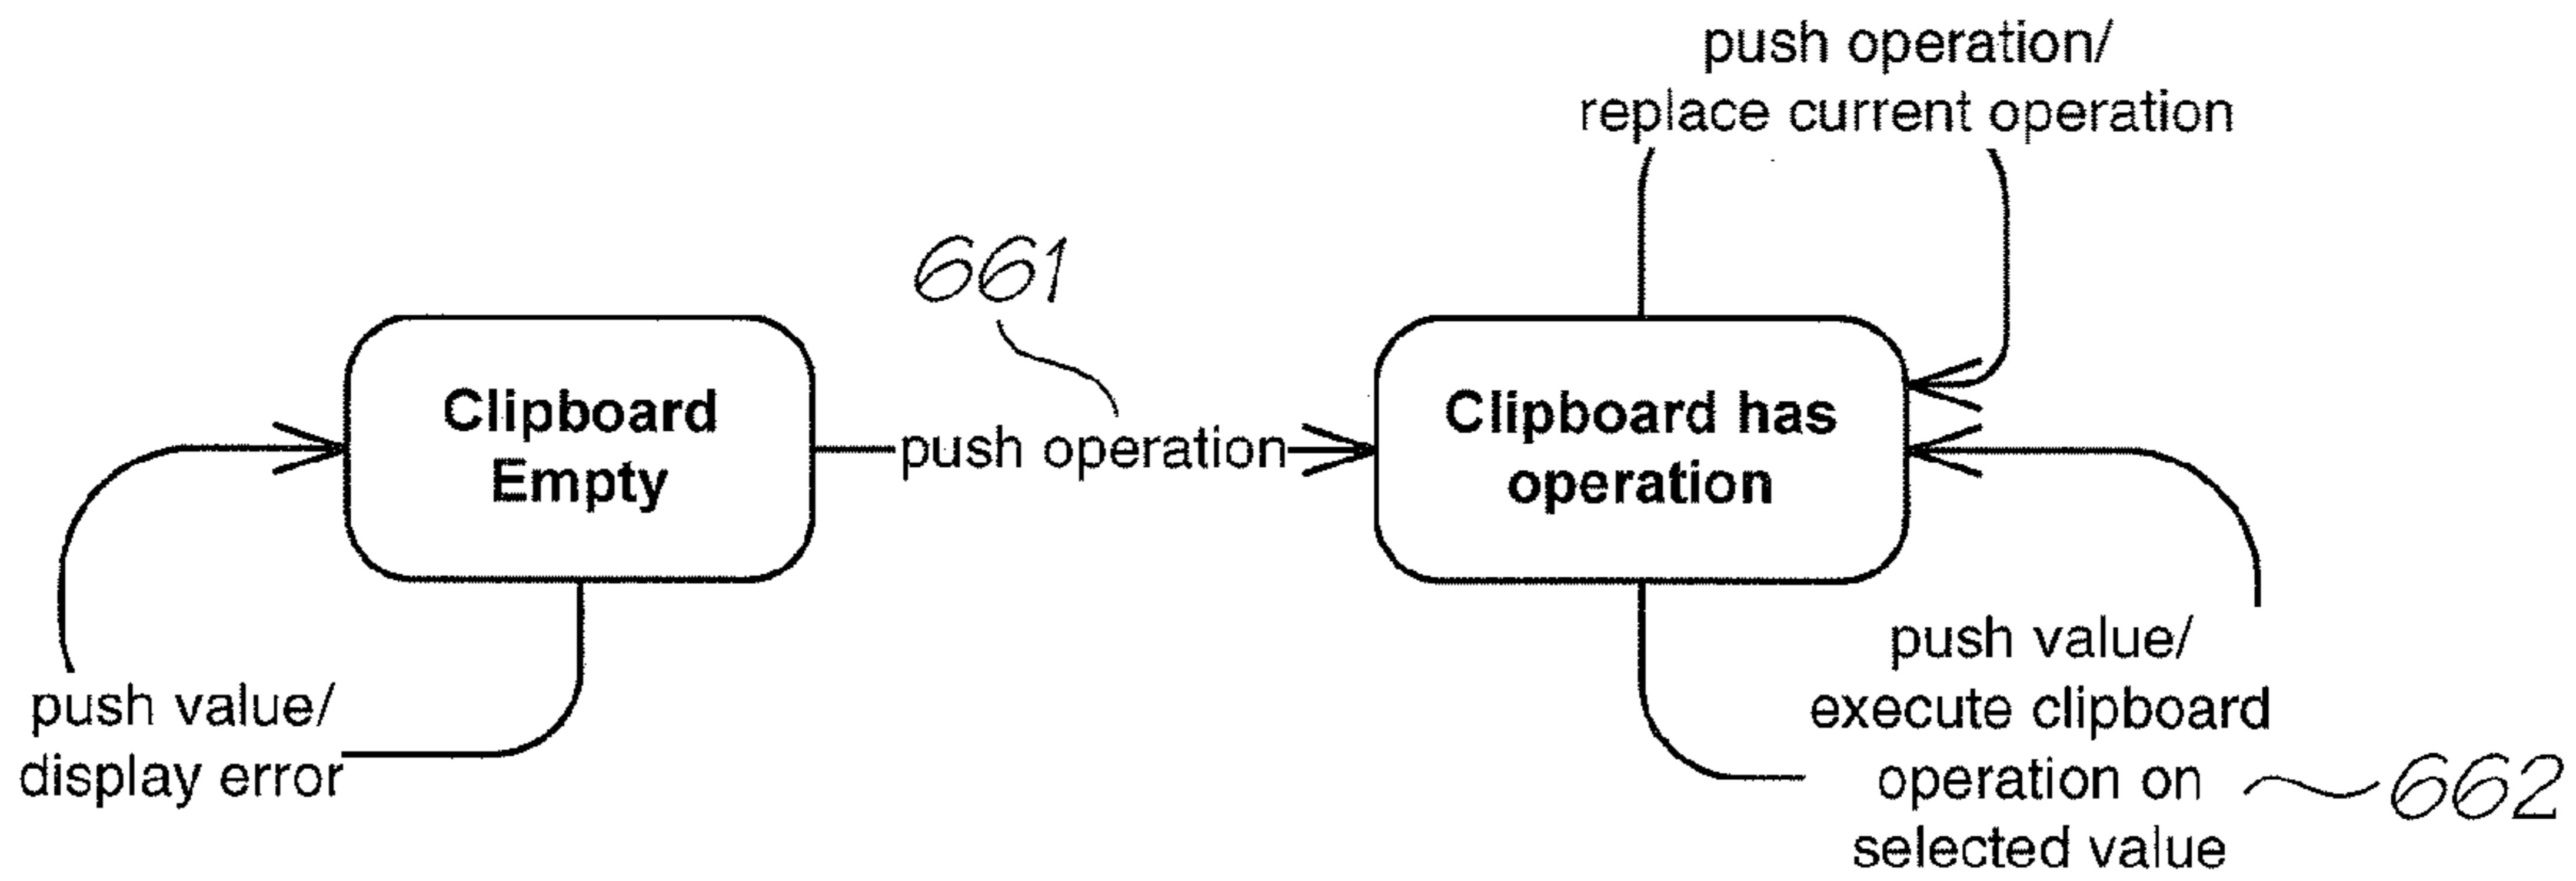 push operation/
replace current operation
661
Clipboard
Empty
push operation
Clipboard has
operation
push value/
display error
push value/
execute clipboard
operation on
selected value
662